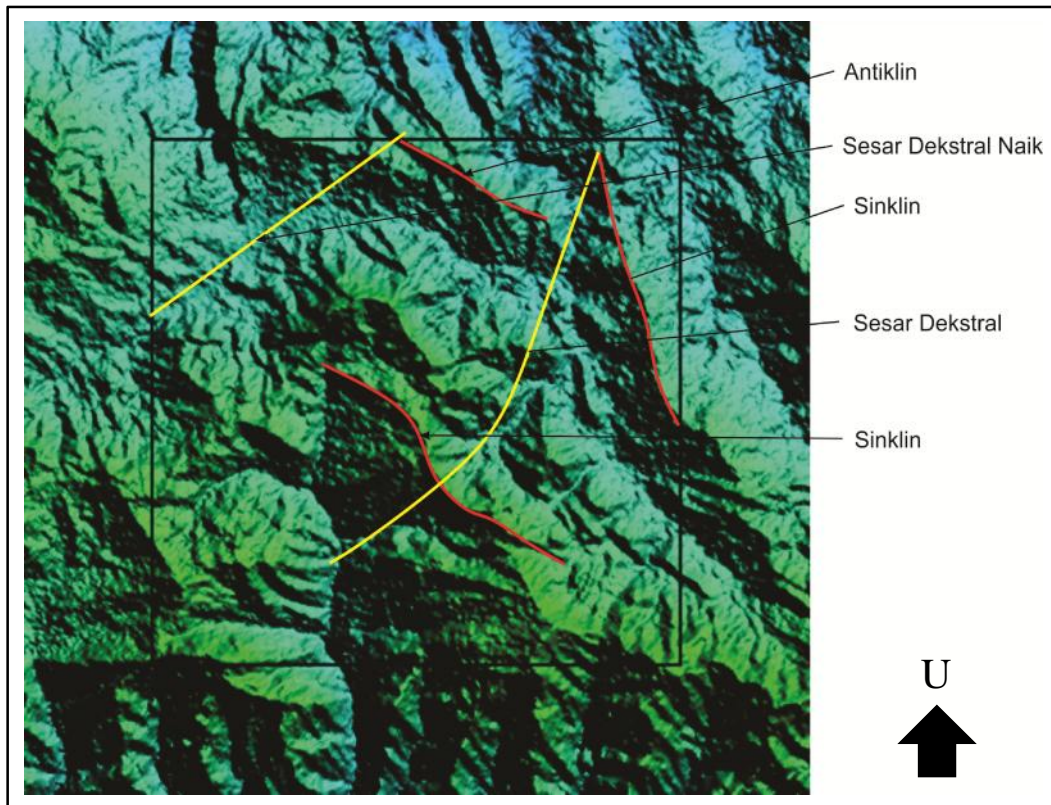 Antiklin
Sesar Dekstral Naik
Sinklin
Sesar Dekstral
Sinklin
U